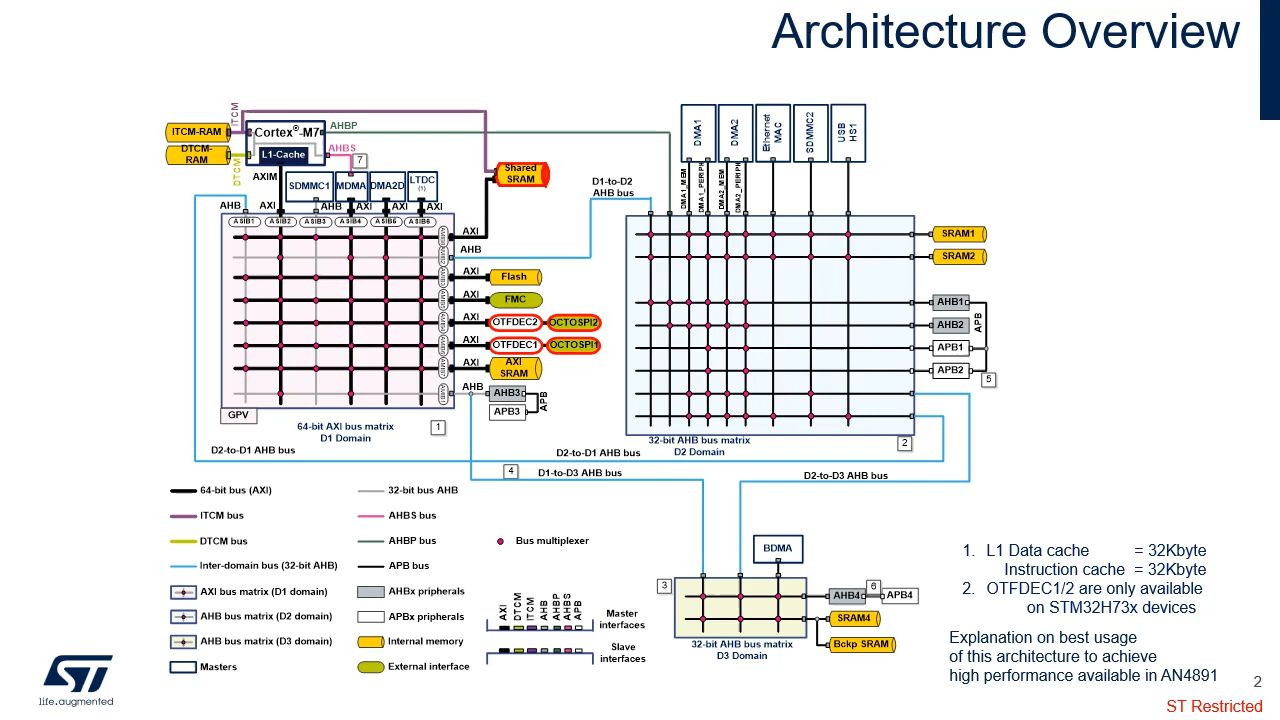 Architecture Overview
ITCM
ITCM-RAM
Cortex®-M7
AHBP
DTCM-
RAM
L1-Cache
AHBS
7
DTCM
AXIM
SDMMC1
MDMA
DMA2D
LTDC
(1)
Shared
SRAM
AHB
AXI
AHB
AXI
AXI
AXI
ASIB1
ASIB2
ASIB3
ASIB4
ASIB5
ASIB6
AXI
AHB
AXI
Flash
AXI
FMC
AXI
OTFDEC2
OCTOSPI2
AXI
OTFDEC1
OCTOSPI1
AXI
AXI
SRAM
AHB
AHB3
APB3
APB
GPV
64-bit AXI bus matrix
D1 Domain
1
D1-to-D2
AHB bus
DMA1
DMA2
Ethernet
MAC
SDMMC2
USB
HS1
DMA1_MEM
DMA1_PERIPH
DMA2_MEM
DMA2_PERIPH
SRAM1
SRAM2
AHB1
AHB2
APB
APB1
APB2
5
32-bit AHB bus matrix
D2 Domain
2
D2-to-D1 AHB bus
D2-to-D1 AHB bus
4
D1-to-D3 AHB bus
D2-to-D3 AHB bus
64-bit bus (AXI)
32-bit bus AHB
ITCM bus
AHBS bus
DTCM bus
AHBP bus
Bus multiplexer
Inter-domain bus (32-bit AHB)
APB bus
AXI bus matrix (D1 domain)
AHBx pripherals
AHB bus matrix (D2 domain)
APBx pripherals
AHB bus matrix (D3 domain)
Internal memory
Masters
External interface
AXI
DTCM
ITCM
AHB
AHBP
AHBS
APB
Master
interfaces
Slave
interfaces
BDMA
3
AHB4
6
APB4
SRAM4
Bckp SRAM
32-bit AHB bus matrix
D3 Domain
1. L1 Data cache = 32Kbyte
Instruction cache = 32Kbyte
2. OTFDEC1/2 are only available
on STM32H73x devices
Explanation on best usage
of this architecture to achieve
high performance available in AN4891
ST
life.augmented
2
ST Restricted